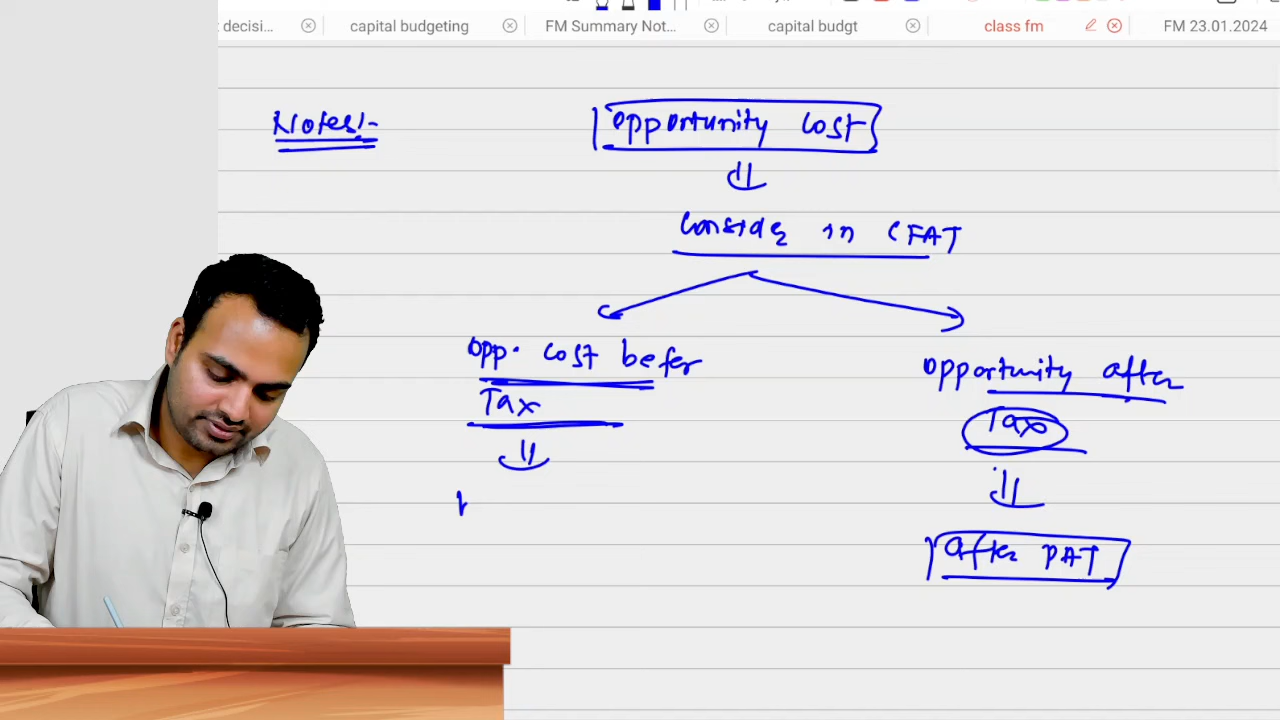 t decisi...
capital budgeting
FM Summary Not...
capital budgt
class fm
FM 23.01.2024
Notes:-
Opportunity Cost
Consider in CFAT
Opp. Cost befer
Tax
Opportunity after
Tax
After PAT